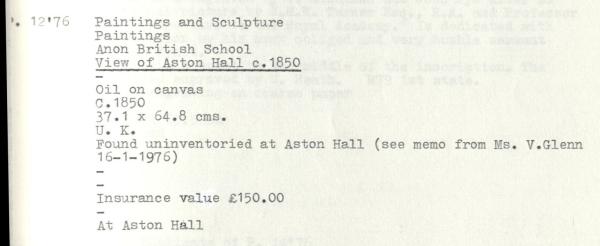 P. 12'76 Paintings and Sculpture
Paintings
Anon British School
View of Aston Hall c.1850
-
Oil on canvas
C.1850
37.1 x 64.8 cms.
U. K.
Found uninventoried at Aston Hall (see memo from Ms. V.Glenn
16-1-1976)
-
-
Insurance value £150.00
-
At Aston Hall